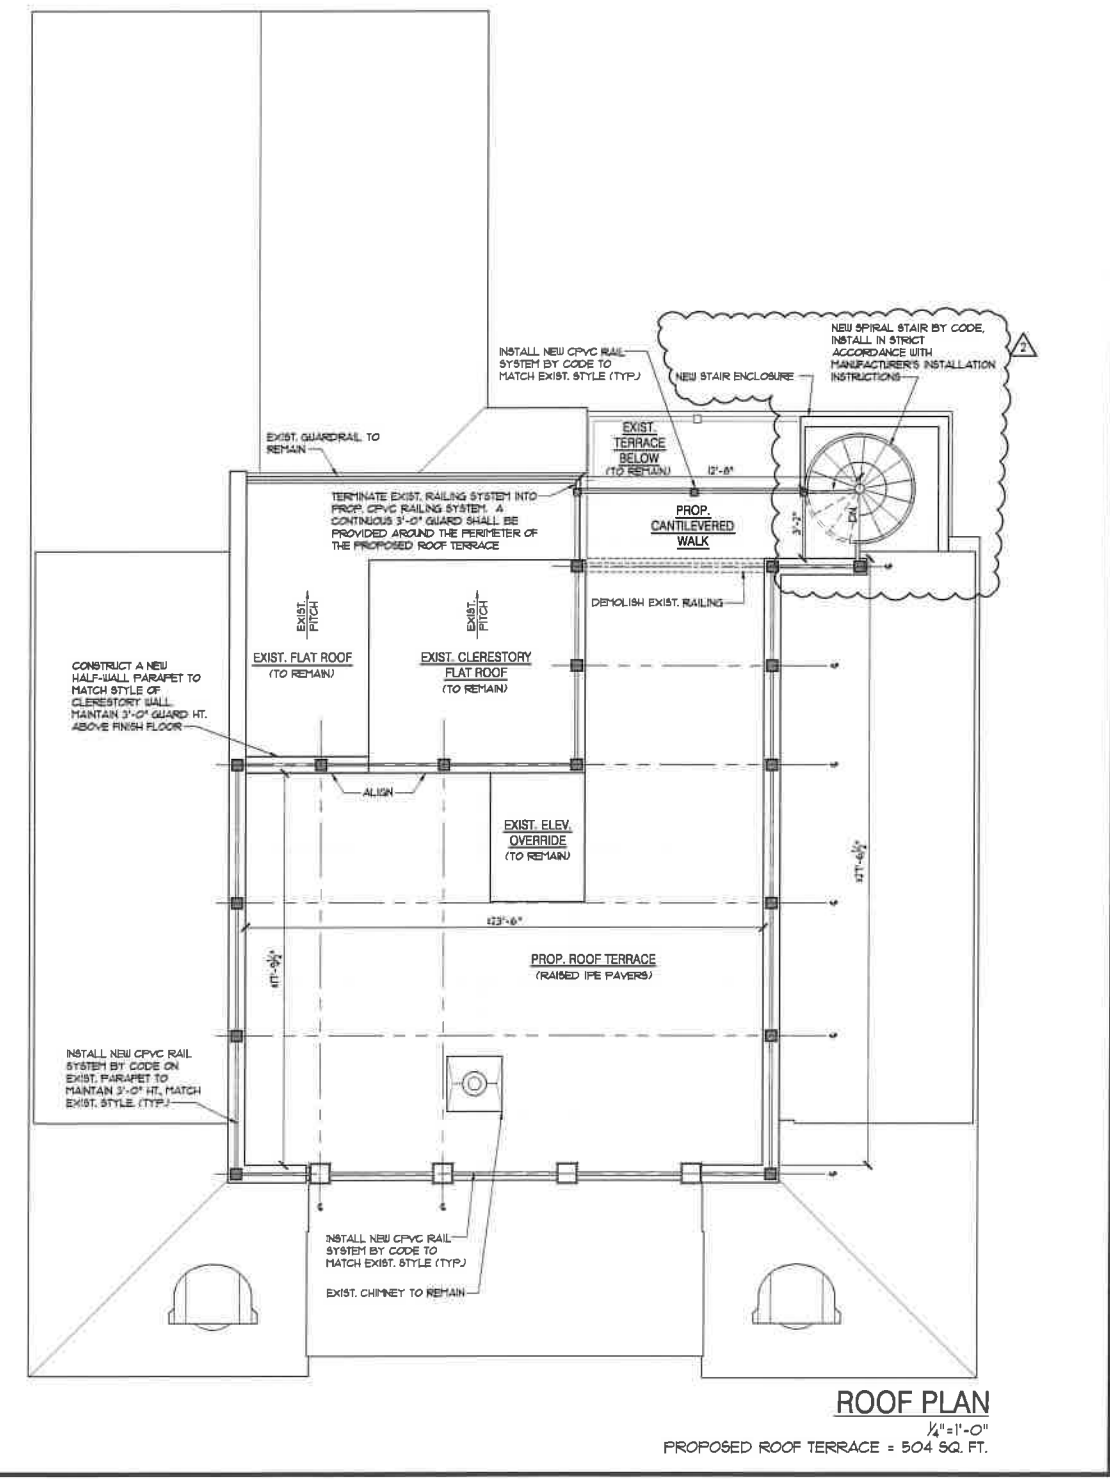 NEW SPIRAL STAIR BY CODE,
INSTALL IN STRICT
ACCORDANCE WITH
MANUFACTURER'S INSTALLATION
INSTRUCTIONS
2
INSTALL NEW CPVC RAIL
SYSTEM BY CODE TO
MATCH EXIST. STYLE (TYP.)
NEW STAIR ENCLOSURE
EXIST. GUARDRAIL TO
REMAIN
EXIST.
TERRACE
BELOW
(TO REMAIN)
12'-8"
TERMINATE EXIST. RAILING SYSTEM INTO
PROP. CPVC RAILING SYSTEM. A
CONTINUOUS 3'-0" GUARD SHALL BE
PROVIDED AROUND THE PERIMETER OF
THE PROPOSED ROOF TERRACE
PROP.
CANTILEVERED
WALK
3'-2"
DN
DEMOLISH EXIST. RAILING
EXIST.
PITCH
EXIST.
PITCH
EXIST. FLAT ROOF
(TO REMAIN)
EXIST. CLERESTORY
FLAT ROOF
(TO REMAIN)
CONSTRUCT A NEW
HALF-WALL PARAPET TO
MATCH STYLE OF
CLERESTORY WALL.
MAINTAIN 3'-0" GUARD HT.
ABOVE FINISH FLOOR
ALIGN
EXIST. ELEV.
OVERRIDE
(TO REMAIN)
±27'-6½"
±23'-6"
±17'-9½"
PROP. ROOF TERRACE
(RAISED IPE PAVERS)
INSTALL NEW CPVC RAIL
SYSTEM BY CODE ON
EXIST. PARAPET TO
MAINTAIN 3'-0" HT., MATCH
EXIST. STYLE. (TYP.)
INSTALL NEW CPVC RAIL
SYSTEM BY CODE TO
MATCH EXIST. STYLE (TYP.)
EXIST. CHIMNEY TO REMAIN
ROOF PLAN
¼"=1'-0"
PROPOSED ROOF TERRACE = 504 SQ. FT.